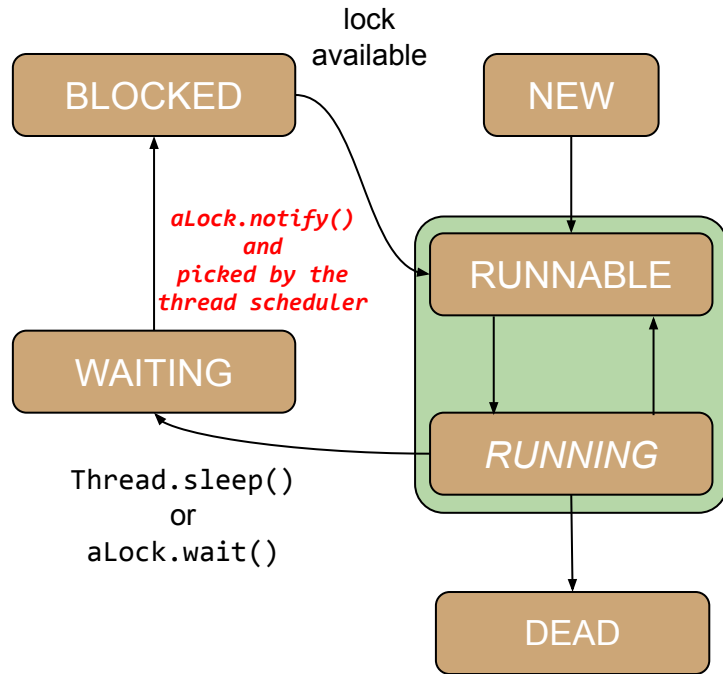 lock
available
BLOCKED
NEW
aLock.notify()
and
picked by the
thread scheduler
RUNNABLE
WAITING
RUNNING
Thread.sleep()
or
aLock.wait()
DEAD